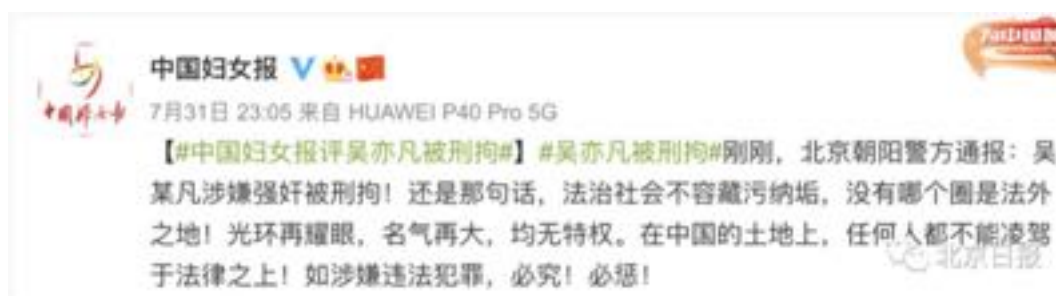 中国妇女报
中國婦女報
7月31日 23:05 来自 HUAWEI P40 Pro 5G
【#中国妇女报评吴亦凡被刑拘#】#吴亦凡被刑拘#刚刚，北京朝阳警方通报：吴
某凡涉嫌强奸被刑拘！还是那句话，法治社会不容藏污纳垢，没有哪个圈是法外
之地！光环再耀眼，名气再大，均无特权。在中国的土地上，任何人都不能凌驾
于法律之上！如涉嫌违法犯罪，必究！必惩！
北京日报